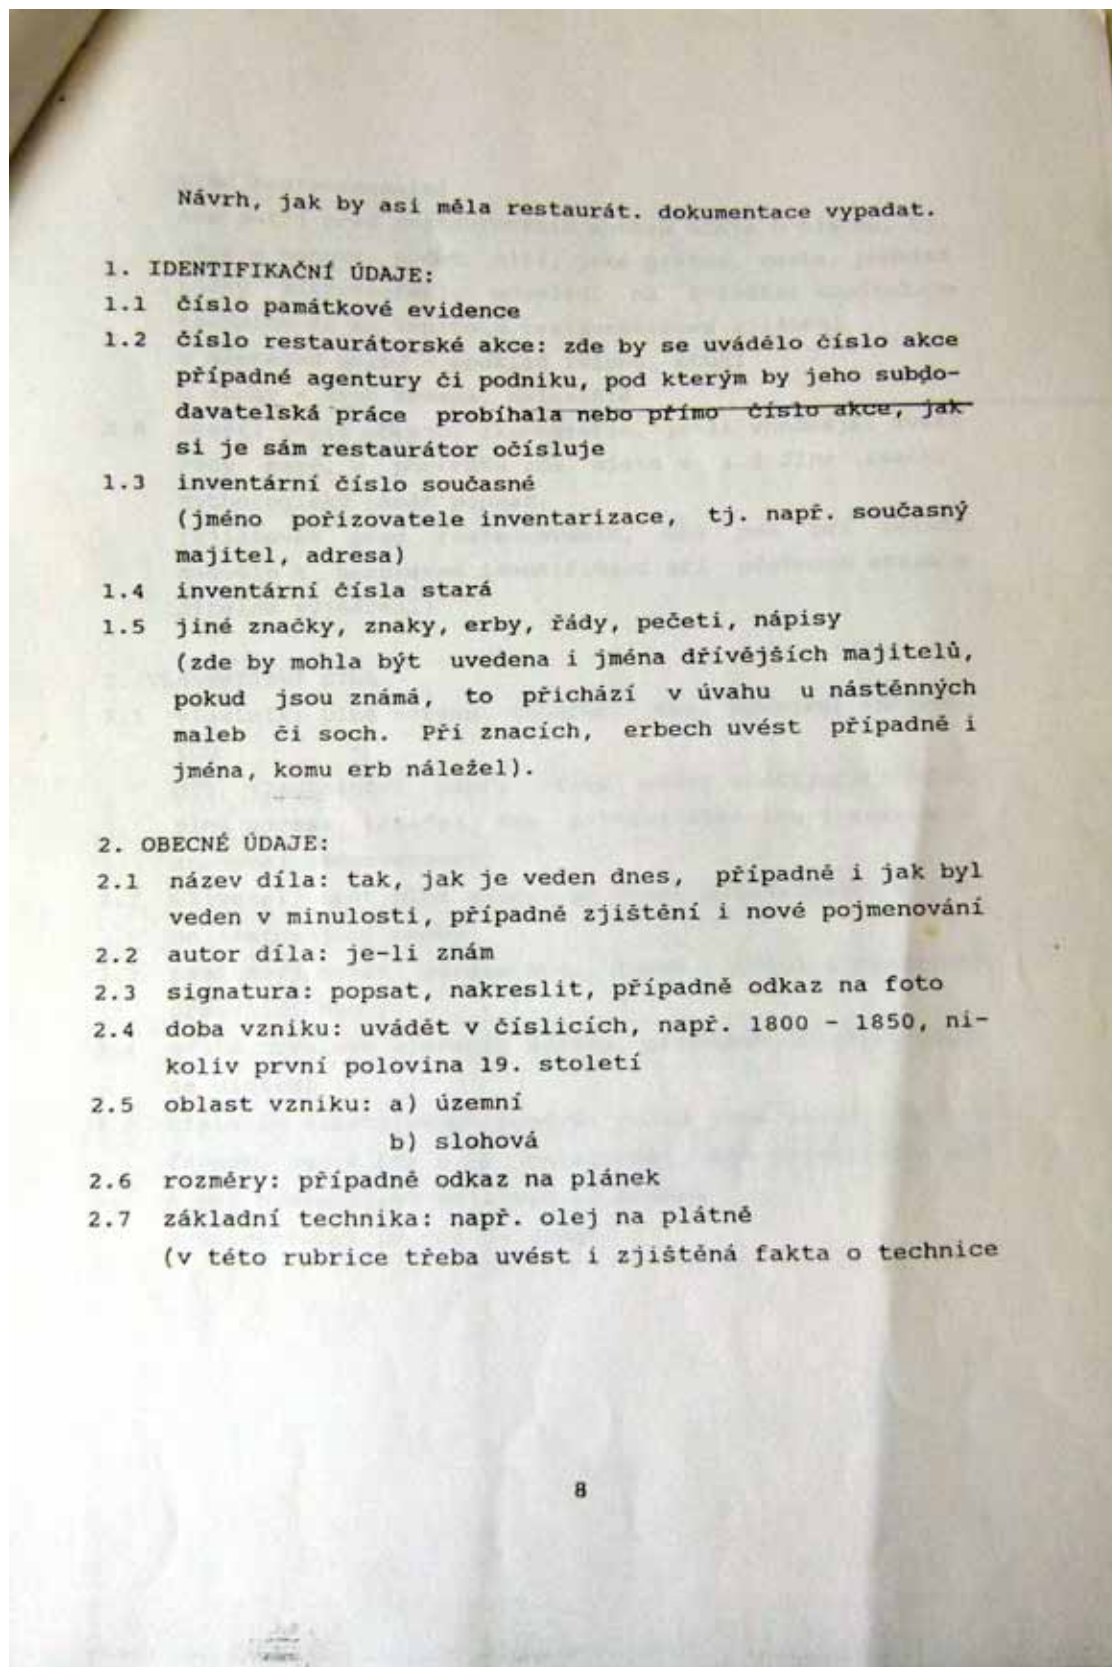 Návrh, jak by asi měla restaurát. dokumentace vypadat.
1. IDENTIFIKAČNÍ ÚDAJE:
1.1 číslo památkové evidence
1.2 číslo restaurátorské akce: zde by se uvádělo číslo akce
případné agentury či podniku, pod kterým by jeho subdo-
davatelská práce probíhala nebo přímo číslo akce, jak
si je sám restaurátor očísluje
1.3 inventární číslo současné
(jméno pořizovatele inventarizace, tj. např. současný
majitel, adresa)
1.4 inventární čísla stará
1.5 jiné značky, znaky, erby, řády, pečeti, nápisy
(zde by mohla být uvedena i jména dřívějších majitelů,
pokud jsou známá, to přichází v úvahu u nástěnných
maleb či soch. Při znacích, erbech uvést případně i
jména, komu erb náležel).
2. OBECNÉ ÚDAJE:
2.1 název díla: tak, jak je veden dnes, případně i jak byl
veden v minulosti, případné zjištění i nové pojmenování
2.2 autor díla: je-li znám
2.3 signatura: popsat, nakreslit, případně odkaz na foto
2.4 doba vzniku: uvádět v číslicích, např. 1800 - 1850, ni-
koliv první polovina 19. století
2.5 oblast vzniku: a) územní
b) slohová
2.6 rozměry: případně odkaz na plánek
2.7 základní technika: např. olej na plátně
(v této rubrice třeba uvést i zjištěná fakta o technice
8